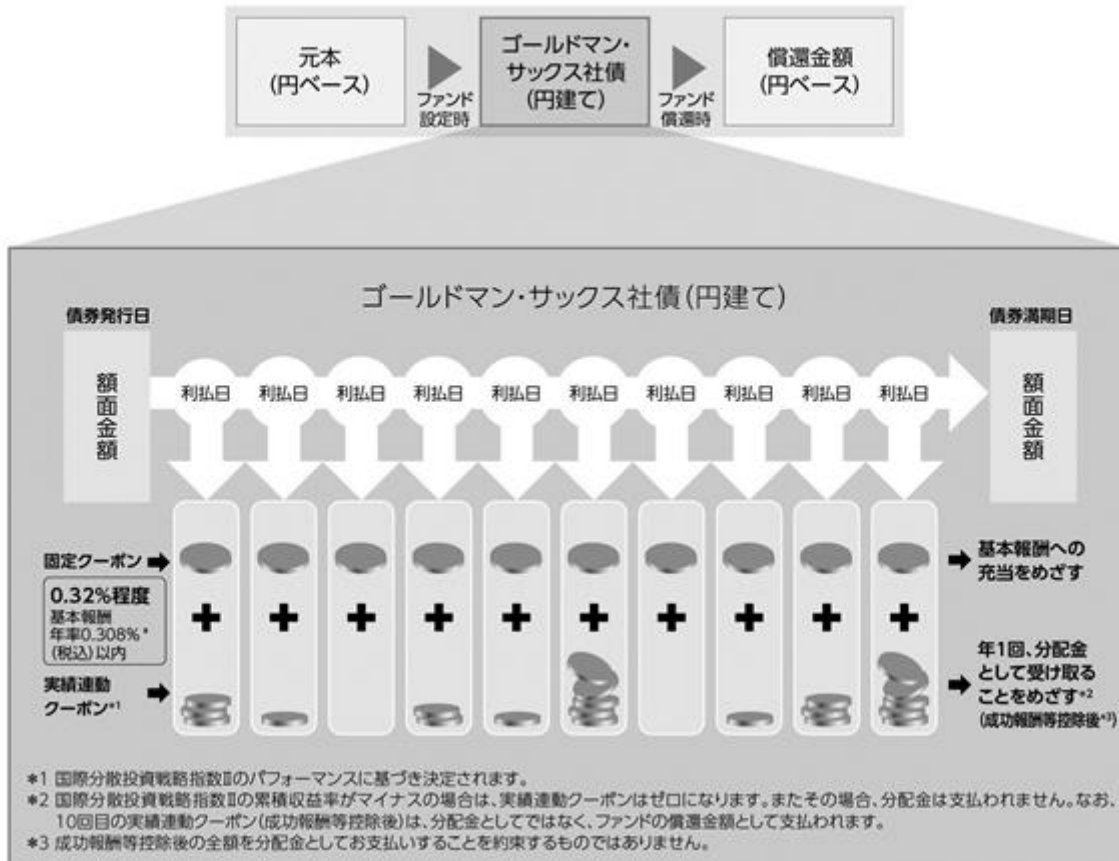 元本
(円ベース)
ファンド
設定時
ゴールドマン・
サックス社債
(円建て)
ファンド
償還時
償還金額
(円ベース)
ゴールドマン・サックス社債(円建て)
債券発行日
債券満期日
額面金額
利払日 利払日 利払日 利払日 利払日 利払日 利払日 利払日 利払日 利払日
額面金額
固定クーポン
0.32%程度
基本報酬
年率0.308%*
(税込)以内
基本報酬への
充当をめざす
実績連動
クーポン*1
年1回、分配金
として受け取る
ことをめざす*2
(成功報酬等控除後*3)
*1 国際分散投資戦略指数Ⅱのパフォーマンスに基づき決定されます。
*2 国際分散投資戦略指数Ⅱの累積収益率がマイナスの場合は、実績連動クーポンはゼロになります。またその場合、分配金は支払われません。なお、
10回目の実績連動クーポン(成功報酬等控除後)は、分配金としてではなく、ファンドの償還金額として支払われます。
*3 成功報酬等控除後の全額を分配金としてお支払いすることを約束するものではありません。